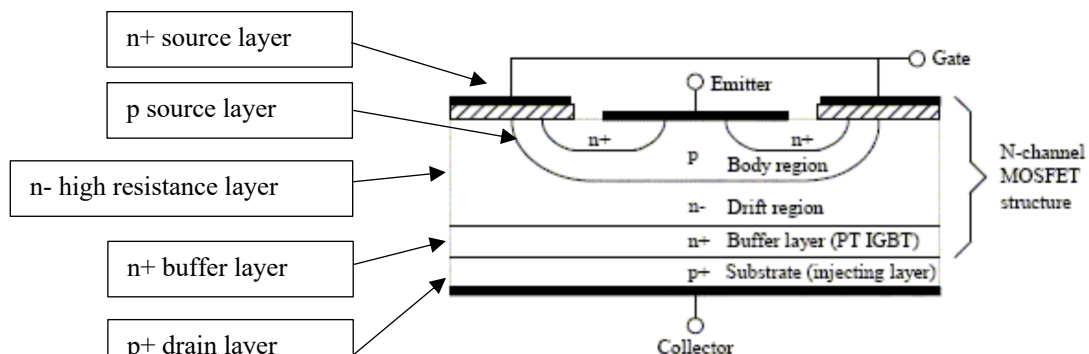 n+ source layer
p source layer
n- high resistance layer
n+ buffer layer
p+ drain layer
Gate
Emitter
n+ n+
p Body region
n- Drift region
n+ Buffer layer (PT IGBT)
p+ Substrate (injecting layer)
Collector
N-channel
MOSFET
structure